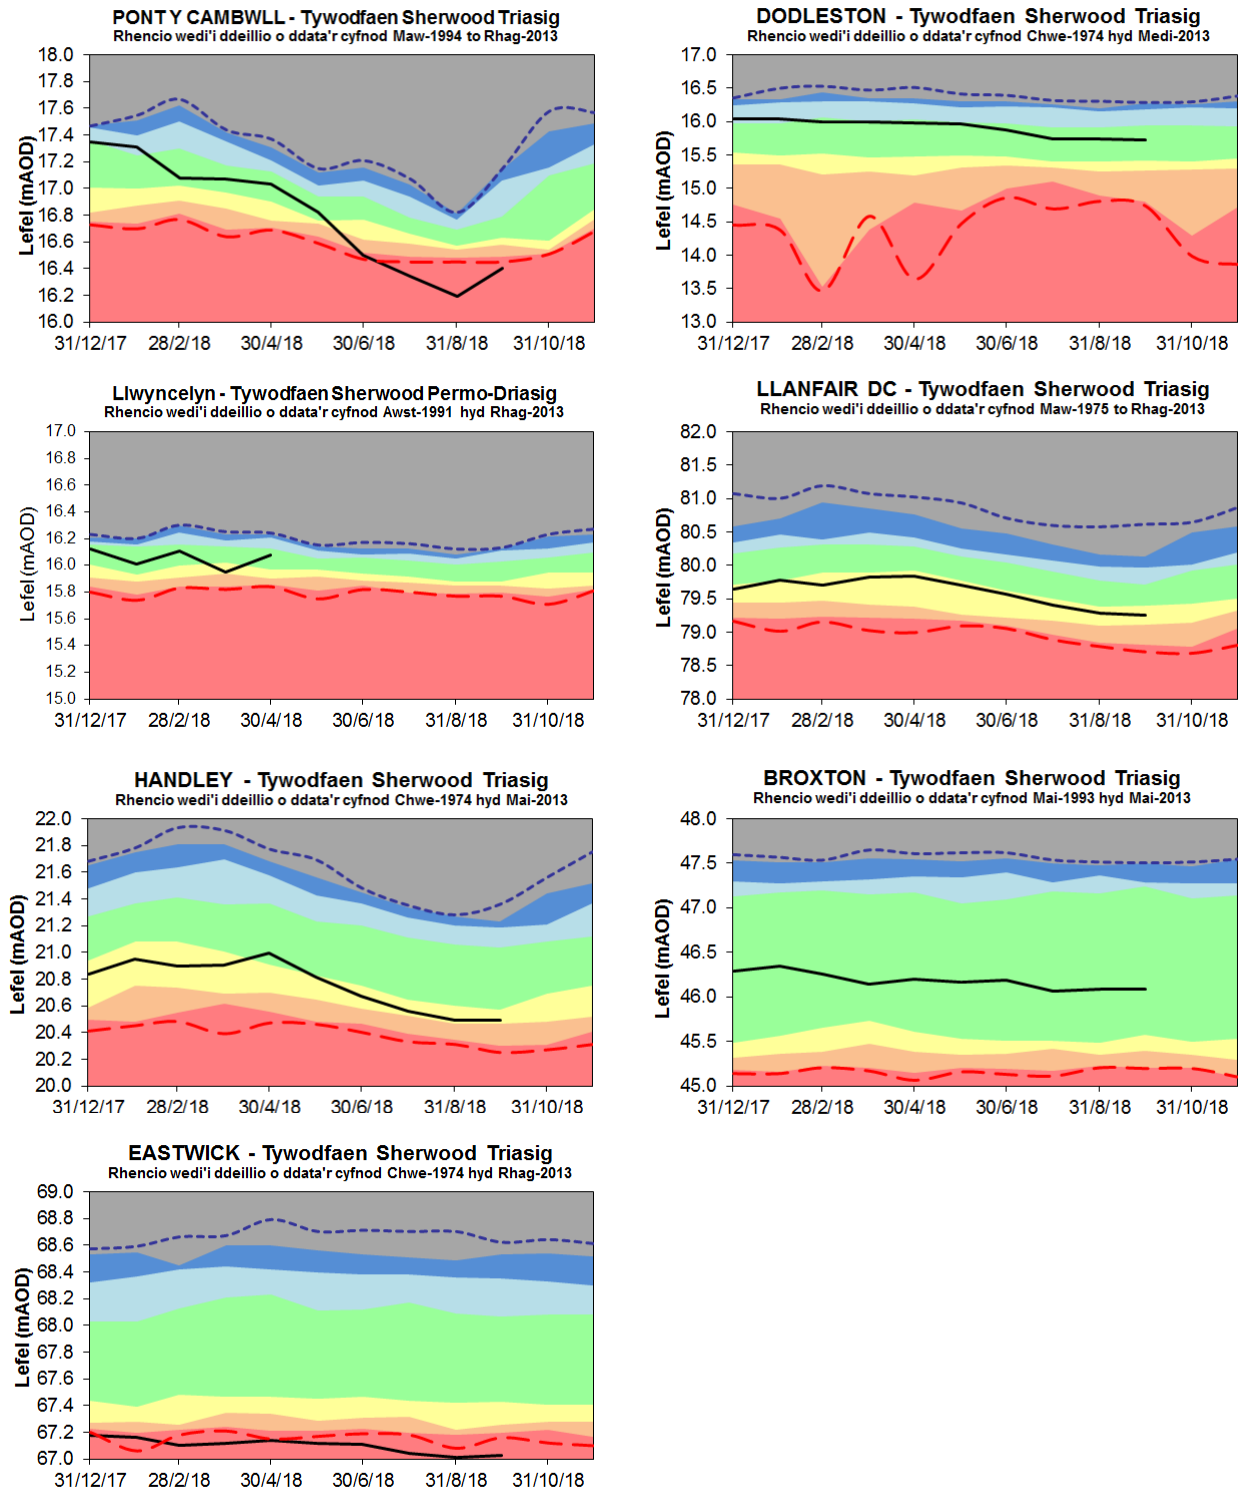 PONT Y CAMBWLL - Tywodfaen Sherwood Triasig
Rhencio wedi'i ddeillio o ddata'r cyfnod Maw-1994 to Rhag-2013
Lefel (mAOD)
18.0
17.8
17.6
17.4
17.2
17.0
16.8
16.6
16.4
16.2
16.0
31/12/17 28/2/18 30/4/18 30/6/18 31/8/18 31/10/18
DODLESTON - Tywodfaen Sherwood Triasig
Rhencio wedi'i ddeillio o ddata'r cyfnod Chwe-1974 hyd Medi-2013
Lefel (mAOD)
17.0
16.5
16.0
15.5
15.0
14.5
14.0
13.5
13.0
31/12/17 28/2/18 30/4/18 30/6/18 31/8/18 31/10/18
Llwyncelyn - Tywodfaen Sherwood Permo-Driasig
Rhencio wedi'i ddeillio o ddata'r cyfnod Awst-1991 hyd Rhag-2013
Lefel (mAOD)
17.0
16.8
16.6
16.4
16.2
16.0
15.8
15.6
15.4
15.2
15.0
31/12/17 28/2/18 30/4/18 30/6/18 31/8/18 31/10/18
LLANFAIR DC - Tywodfaen Sherwood Triasig
Rhencio wedi'i ddeillio o ddata'r cyfnod Maw-1975 to Rhag-2013
Lefel (mAOD)
82.0
81.5
81.0
80.5
80.0
79.5
79.0
78.5
78.0
31/12/17 28/2/18 30/4/18 30/6/18 31/8/18 31/10/18
HANDLEY - Tywodfaen Sherwood Triasig
Rhencio wedi'i ddeillio o ddata'r cyfnod Chwe-1974 hyd Mai-2013
Lefel (mAOD)
22.0
21.8
21.6
21.4
21.2
21.0
20.8
20.6
20.4
20.2
20.0
31/12/17 28/2/18 30/4/18 30/6/18 31/8/18 31/10/18
BROXTON - Tywodfaen Sherwood Triasig
Rhencio wedi'i ddeillio o ddata'r cyfnod Mai-1993 hyd Mai-2013
Lefel (mAOD)
48.0
47.5
47.0
46.5
46.0
45.5
45.0
31/12/17 28/2/18 30/4/18 30/6/18 31/8/18 31/10/18
EASTWICK - Tywodfaen Sherwood Triasig
Rhencio wedi'i ddeillio o ddata'r cyfnod Chwe-1974 hyd Rhag-2013
Lefel (mAOD)
69.0
68.8
68.6
68.4
68.2
68.0
67.8
67.6
67.4
67.2
67.0
31/12/17 28/2/18 30/4/18 30/6/18 31/8/18 31/10/18